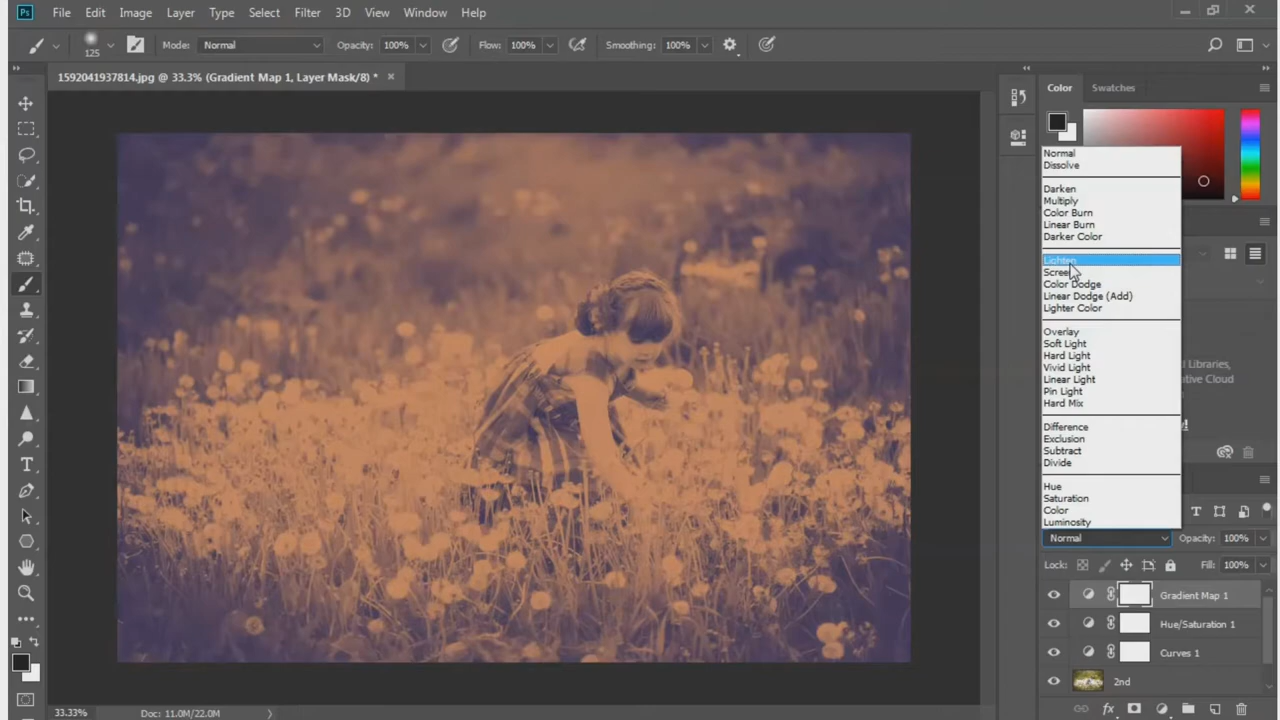 Ps File Edit Image Layer Type Select Filter 3D View Window Help
125 Mode: Normal Opacity: 100% Flow: 100% Smoothing: 100%
1592041937814.jpg @ 33.3% (Gradient Map 1, Layer Mask/8) *
Color Swatches
Normal
Dissolve
Darken
Multiply
Color Burn
Linear Burn
Darker Color
Lighten
Screen
Color Dodge
Linear Dodge (Add)
Lighter Color
Overlay
Soft Light
Hard Light
Vivid Light
Linear Light
Pin Light
Hard Mix
Difference
Exclusion
Subtract
Divide
Hue
Saturation
Color
Luminosity
Libraries,
Cloud
Normal Opacity: 100%
Lock: Fill: 100%
Gradient Map 1
Hue/Saturation 1
Curves 1
2nd
33.33% Doc: 11.0M/22.0M